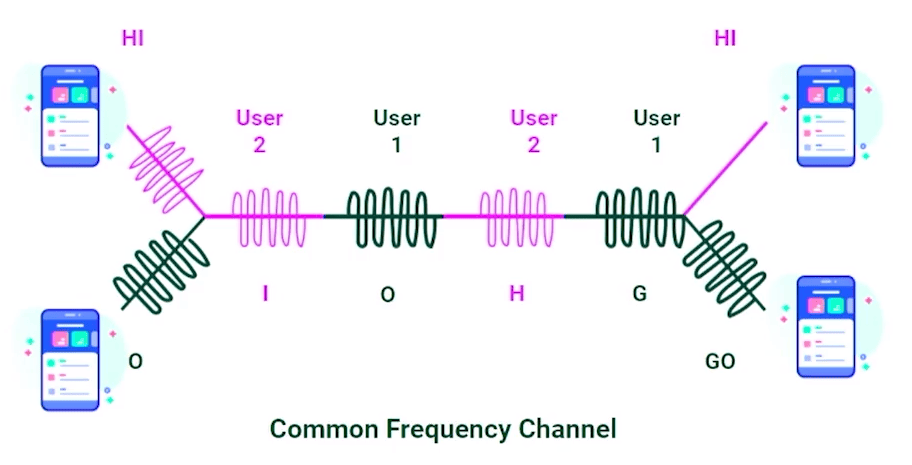 HI
HI
User
2
User
1
User
2
User
1
I
O
H
G
O
GO
Common Frequency Channel